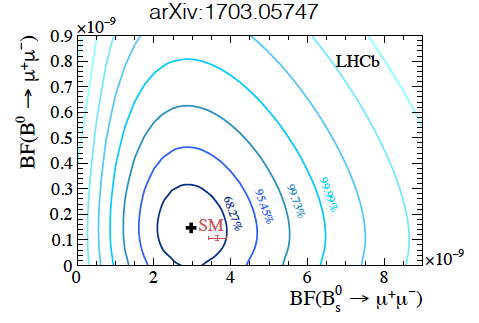 arXiv:1703.05747
×10⁻⁹
0.9
0.8
0.7
0.6
0.5
0.4
0.3
0.2
0.1
0
BF(B⁰ → μ⁺μ⁻)
LHCb
68.27%
95.45%
99.73%
99.99%
SM
0 2 4 6 8
×10⁻⁹
BF(B⁰ₛ → μ⁺μ⁻)